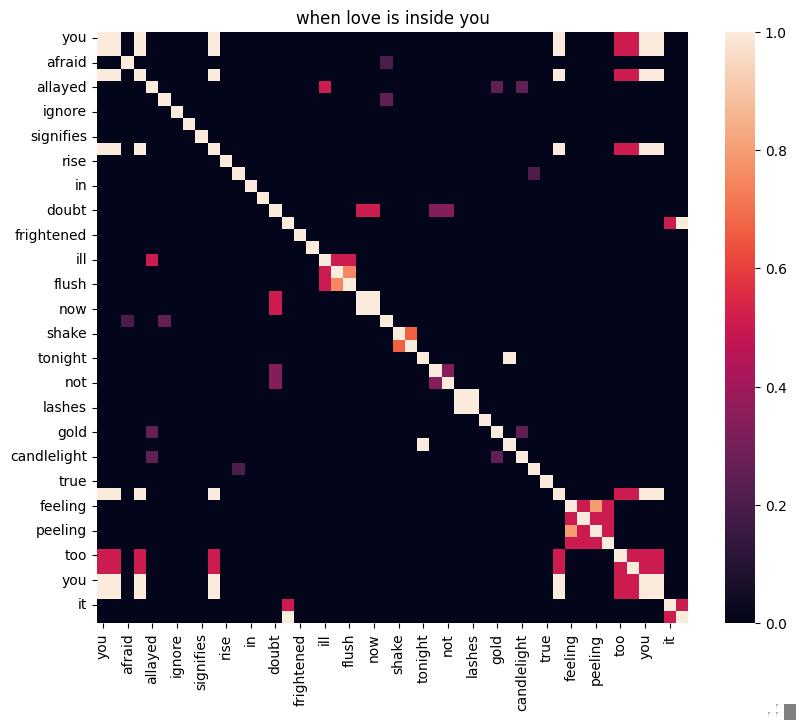 when love is inside you
you
afraid
allayed
ignore
signifies
rise
in
doubt
frightened
ill
flush
now
shake
tonight
not
lashes
gold
candlelight
true
feeling
peeling
too
you
it
1.0
0.8
0.6
0.4
0.2
0.0
you
afraid
allayed
ignore
signifies
rise
in
doubt
frightened
ill
flush
now
shake
tonight
not
lashes
gold
candlelight
true
feeling
peeling
too
you
it